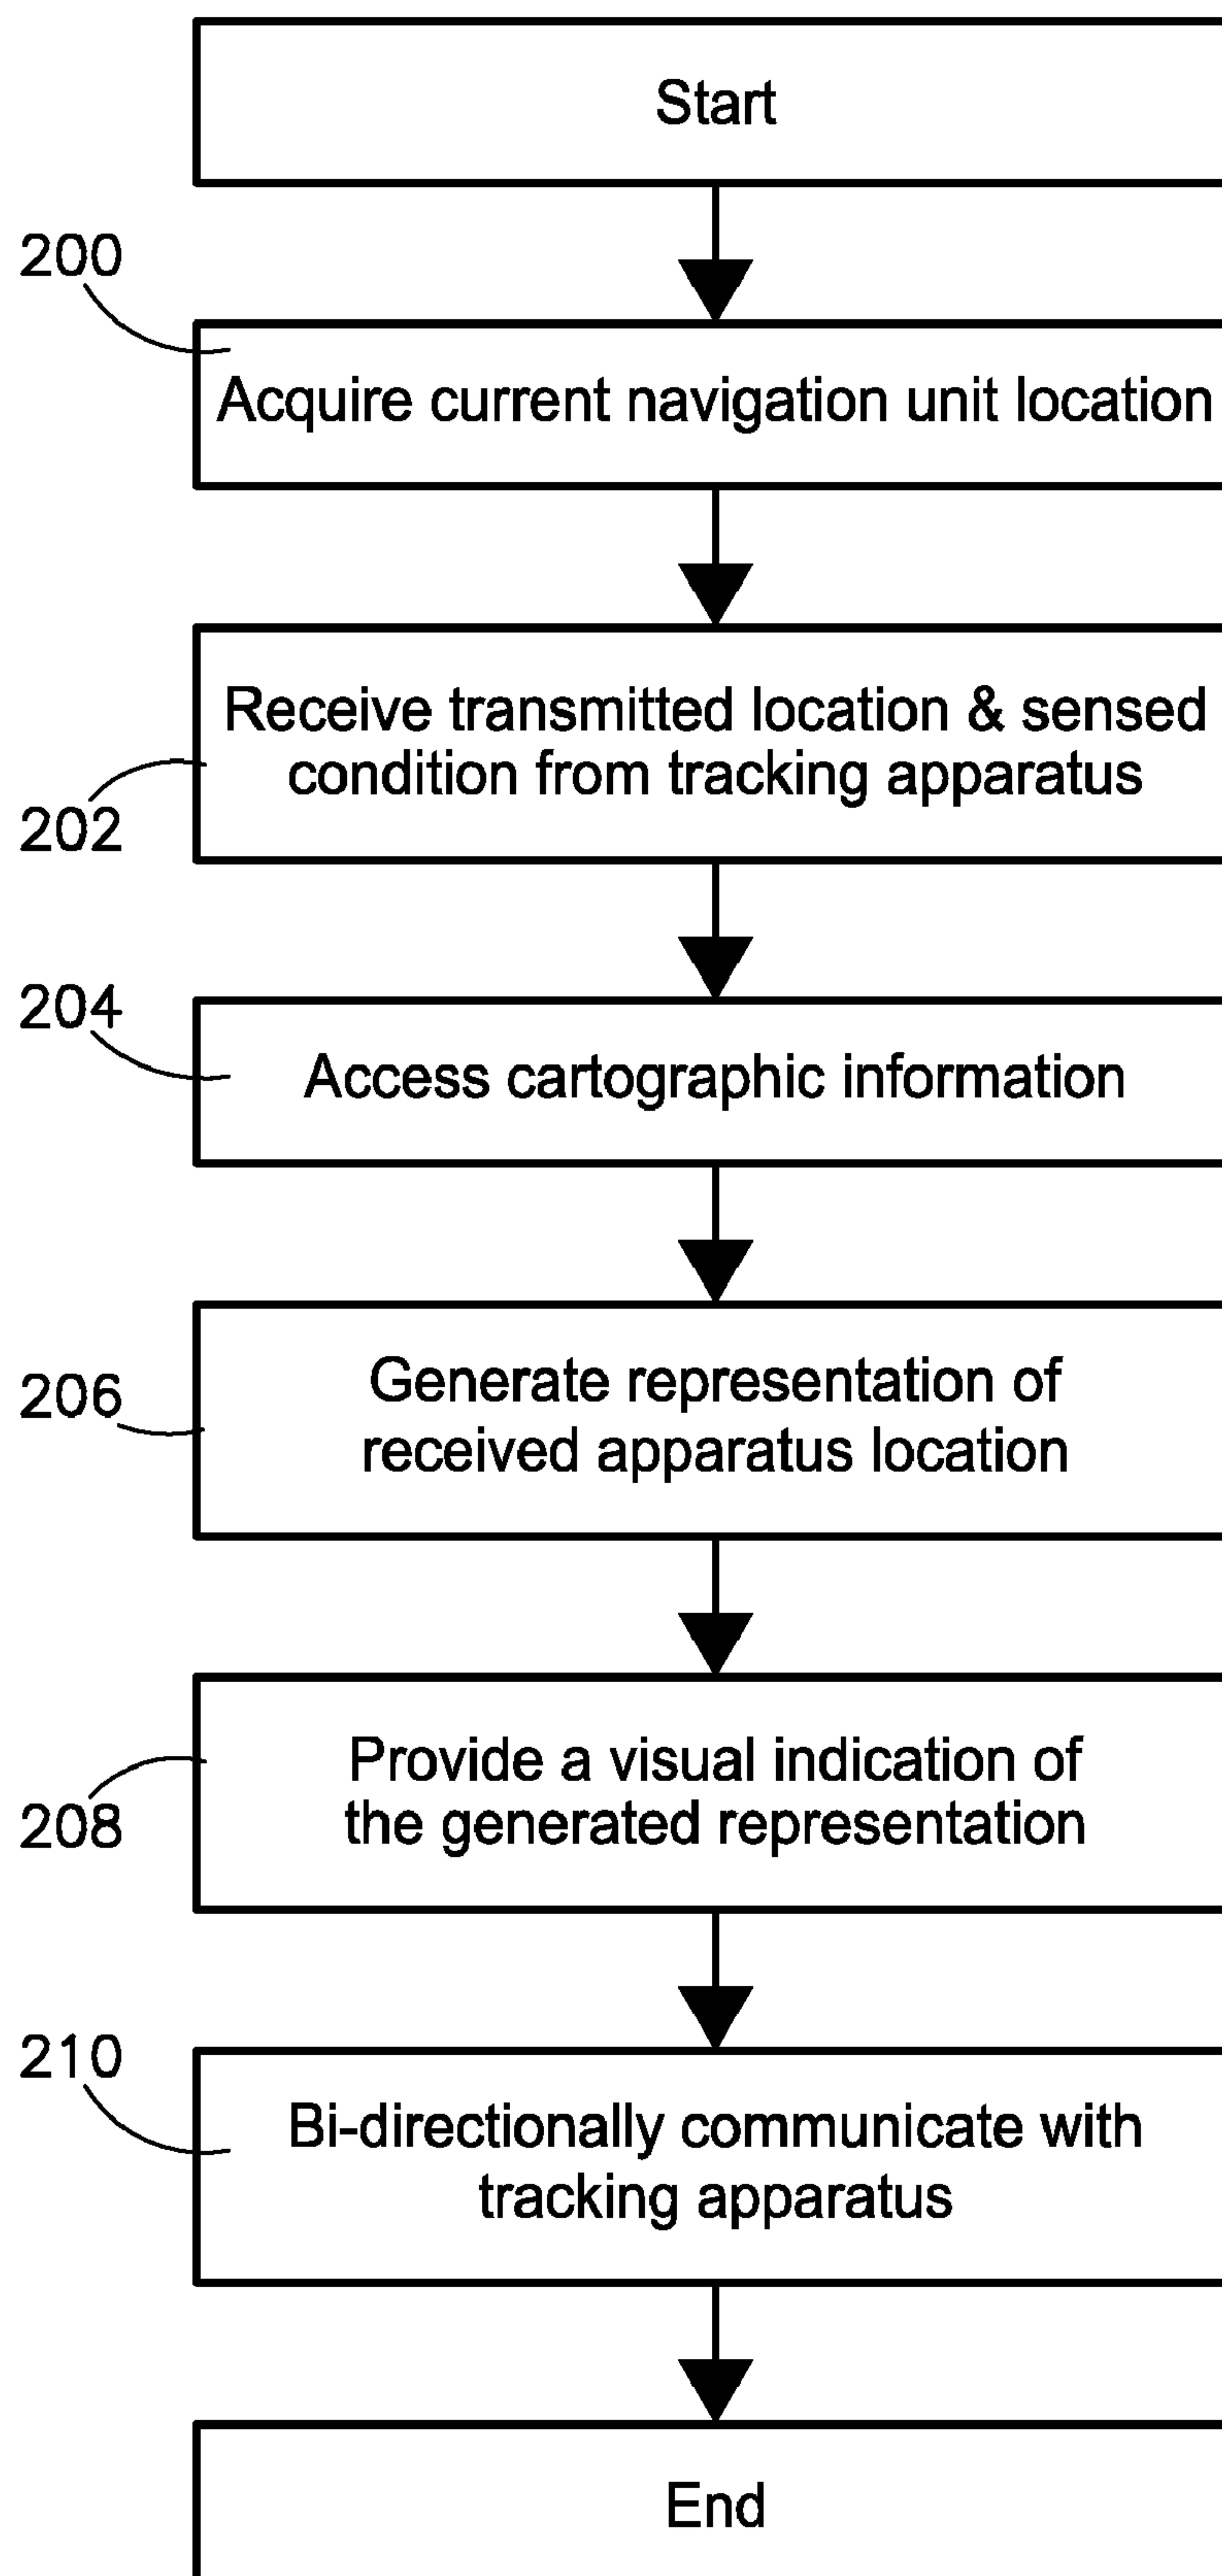 Start
200
Acquire current navigation unit location
Receive transmitted location & sensed
condition from tracking apparatus
202
204
Access cartographic information
206
Generate representation of
received apparatus location
Provide a visual indication of
the generated representation
208
210
Bi-directionally communicate with
tracking apparatus
End